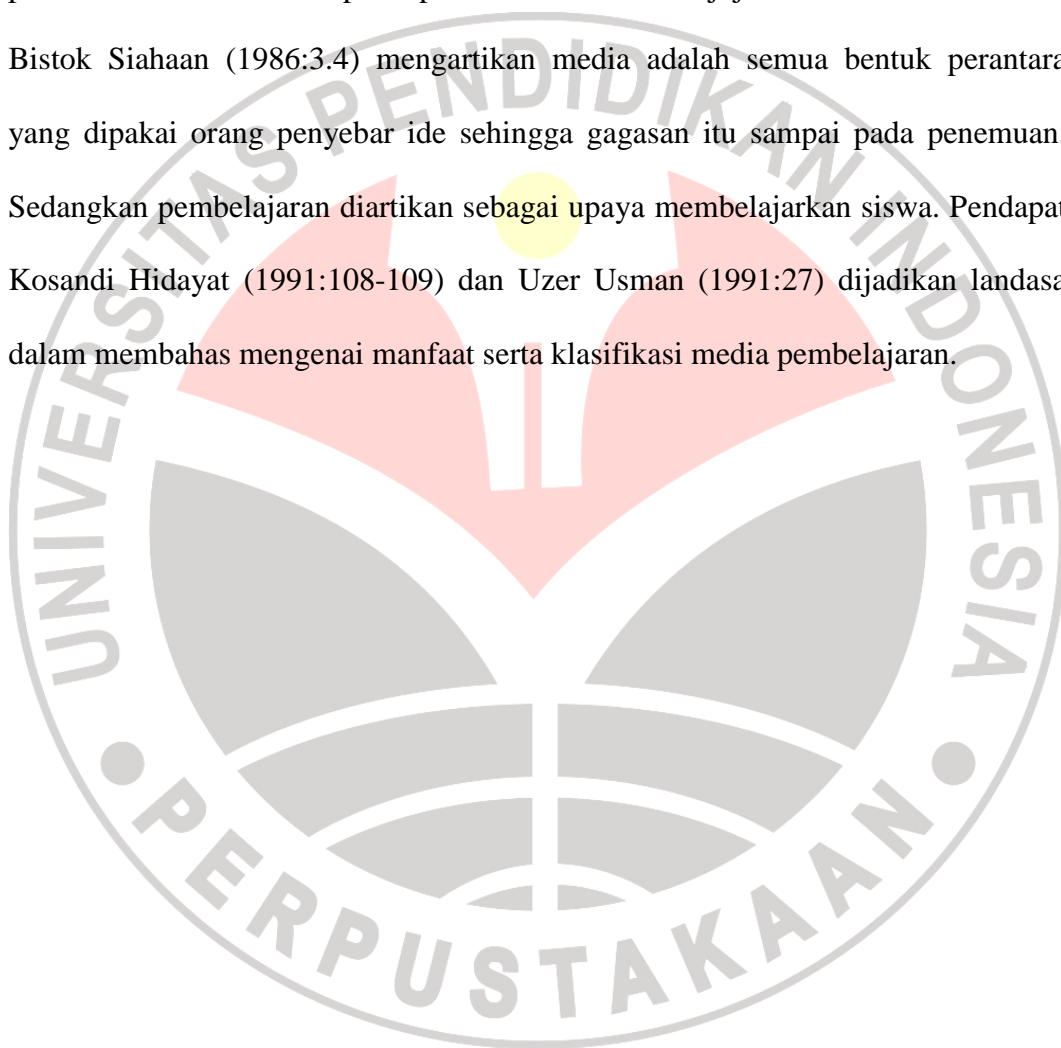 Bistok Siahaan (1986:3.4) mengartikan media adalah semua bentuk perantara
yang dipakai orang penyebar ide sehingga gagasan itu sampai pada penemuan
Sedangkan pembelajaran diartikan sebagai upaya membelajarkan siswa. Pendapat
Kosandi Hidayat (1991:108-109) dan Uzer Usman (1991:27) dijadikan landasa
dalam membahas mengenai manfaat serta klasifikasi media pembelajaran.
UNIVERSITAS PENDIDIKAN INDONESIA
PERPUSTAKAAN